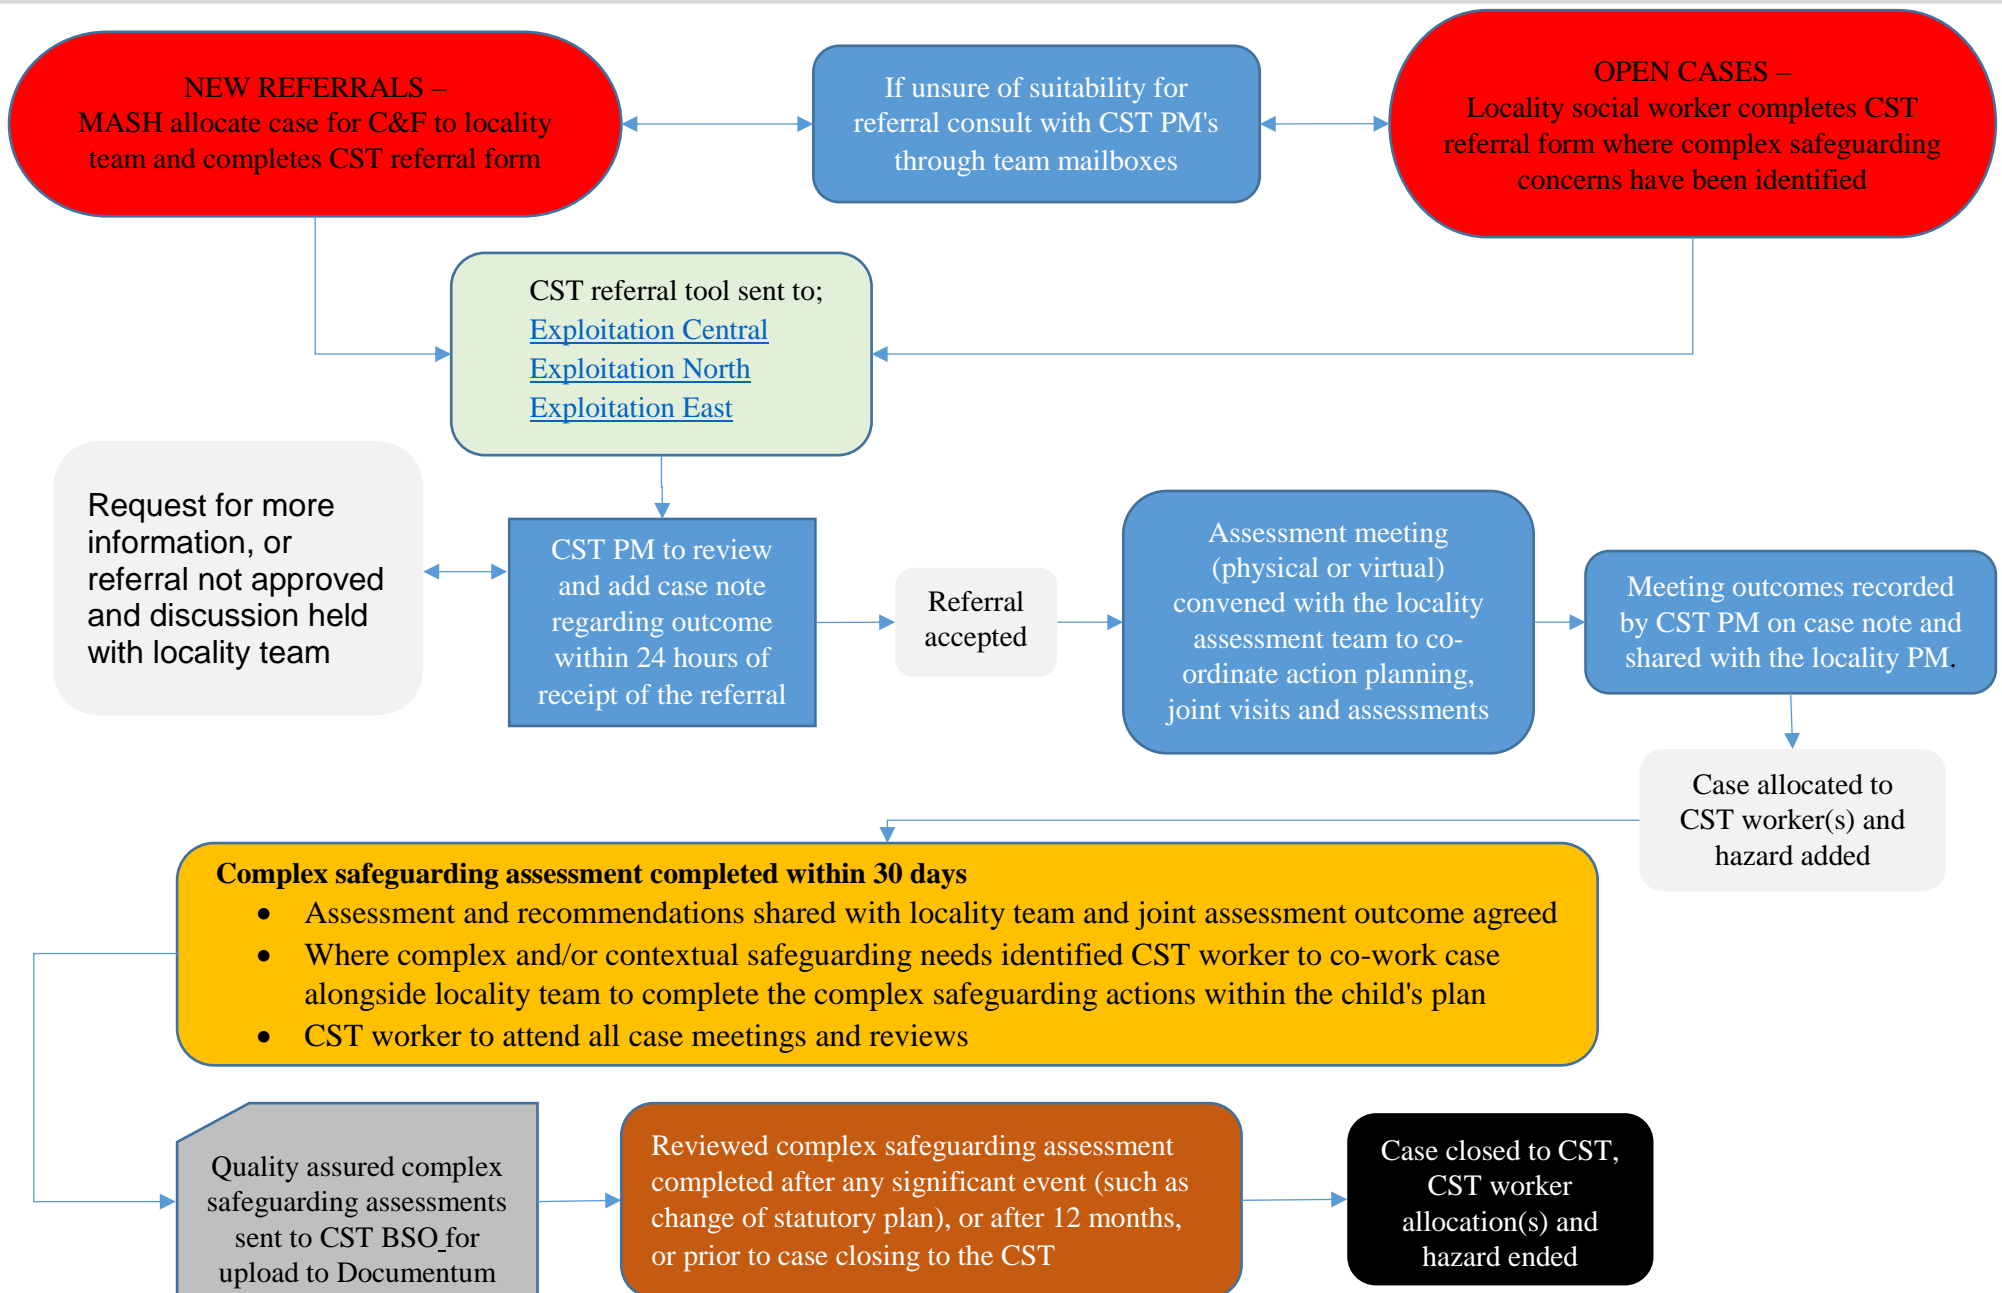 NEW REFERRALS –
MASH allocate case for C&F to locality
team and completes CST referral form
If unsure of suitability for
referral consult with CST PM's
through team mailboxes
OPEN CASES –
Locality social worker completes CST
referral form where complex safeguarding
concerns have been identified
CST referral tool sent to;
Exploitation Central
Exploitation North
Exploitation East
Request for more
information, or
referral not approved
and discussion held
with locality team
CST PM to review
and add case note
regarding outcome
within 24 hours of
receipt of the referral
Referral
accepted
Assessment meeting
(physical or virtual)
convened with the locality
assessment team to co-
ordinate action planning,
joint visits and assessments
Meeting outcomes recorded
by CST PM on case note and
shared with the locality PM.
Case allocated to
CST worker(s) and
hazard added
Complex safeguarding assessment completed within 30 days
• Assessment and recommendations shared with locality team and joint assessment outcome agreed
• Where complex and/or contextual safeguarding needs identified CST worker to co-work case
alongside locality team to complete the complex safeguarding actions within the child's plan
• CST worker to attend all case meetings and reviews
Quality assured complex
safeguarding assessments
sent to CST BSO for
upload to Documentum
Reviewed complex safeguarding assessment
completed after any significant event (such as
change of statutory plan), or after 12 months,
or prior to case closing to the CST
Case closed to CST,
CST worker
allocation(s) and
hazard ended